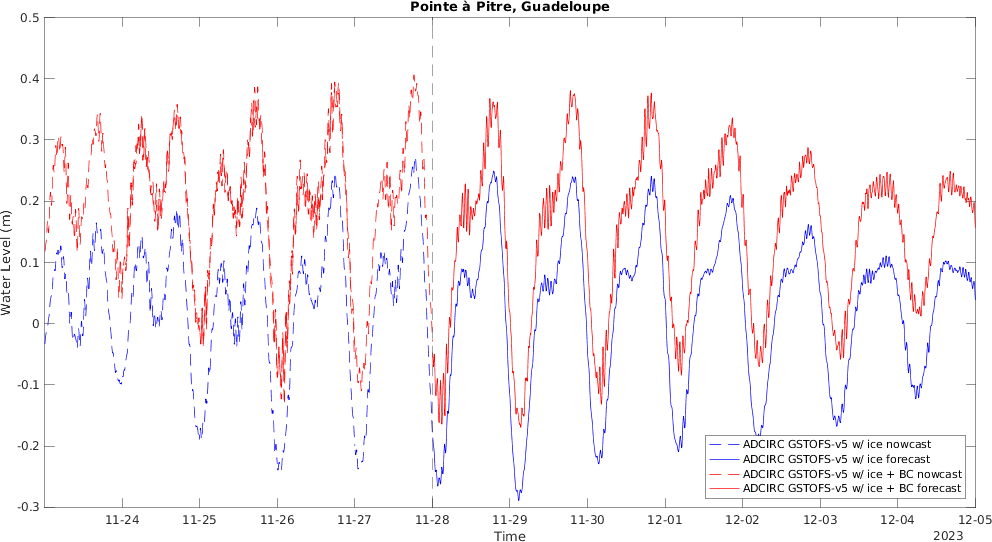 Pointe à Pitre, Guadeloupe
0.5
0.4
0.3
0.2
0.1
0
-0.1
-0.2
-0.3
Water Level (m)
ADCIRC GSTOFS-v5 w/ ice nowcast
ADCIRC GSTOFS-v5 w/ ice forecast
ADCIRC GSTOFS-v5 w/ ice + BC nowcast
ADCIRC GSTOFS-v5 w/ ice + BC forecast
11-24 11-25 11-26 11-27 11-28 11-29 11-30 12-01 12-02 12-03 12-04 12-05
Time
2023